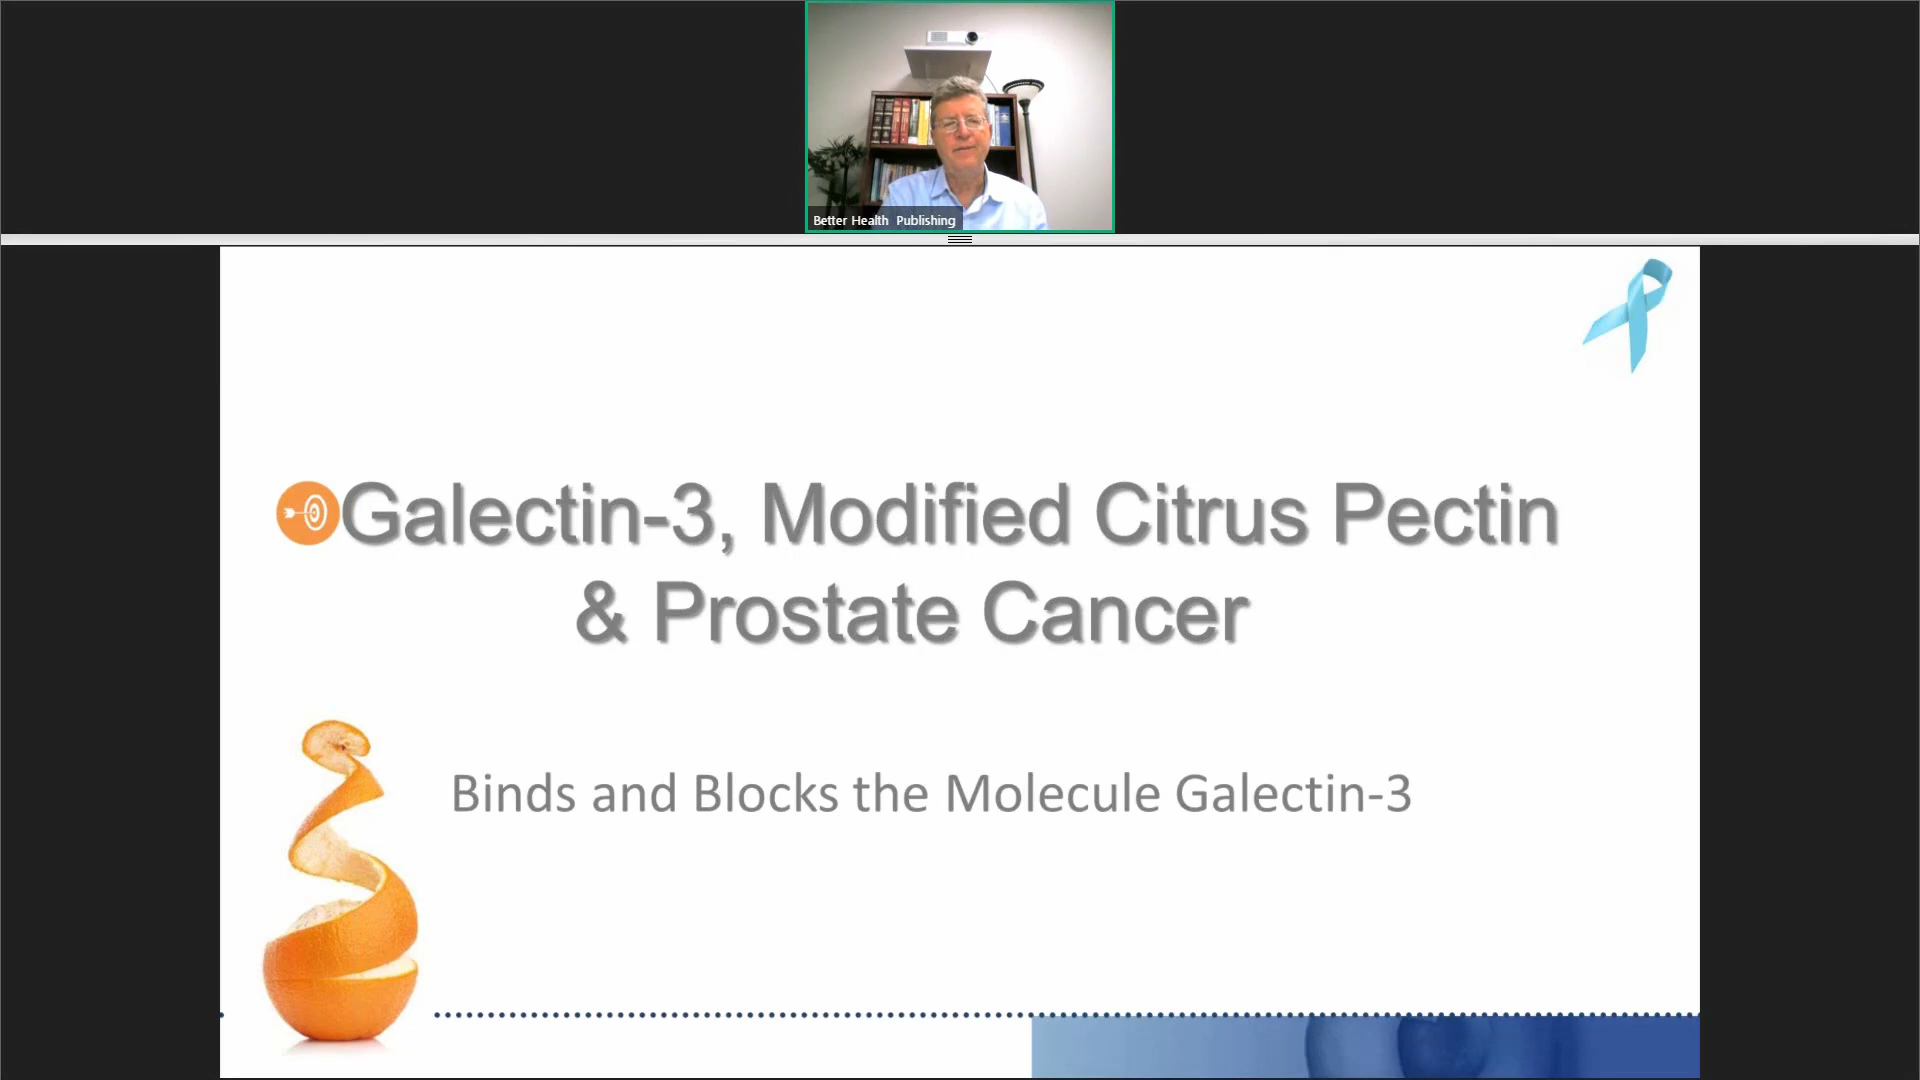 Better Health Publishing
Galectin-3, Modified Citrus Pectin
& Prostate Cancer
Binds and Blocks the Molecule Galectin-3